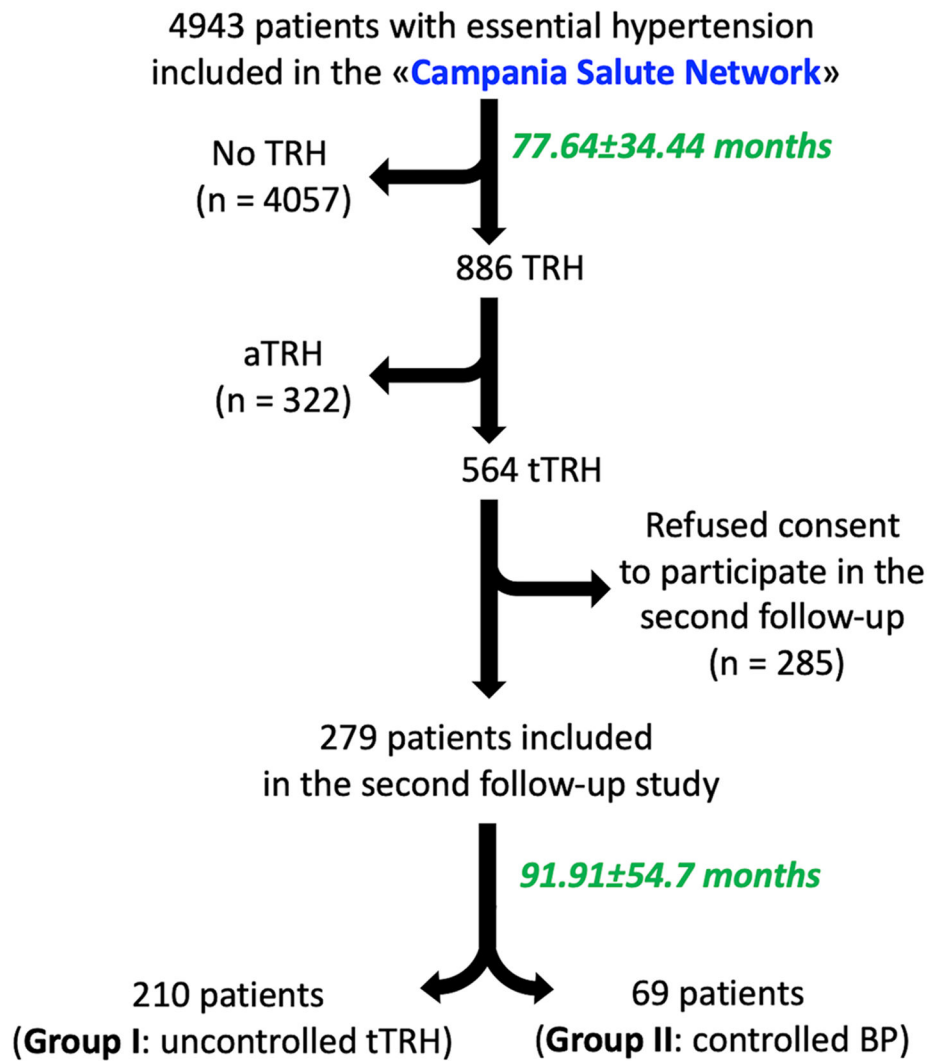 4943 patients with essential hypertension
included in the «Campania Salute Network»
77.64±34.44 months
No TRH
(n = 4057)
886 TRH
aTRH
(n = 322)
564 tTRH
Refused consent
to participate in the
second follow-up
(n = 285)
279 patients included
in the second follow-up study
91.91±54.7 months
210 patients
(Group I: uncontrolled tTRH)
69 patients
(Group II: controlled BP)